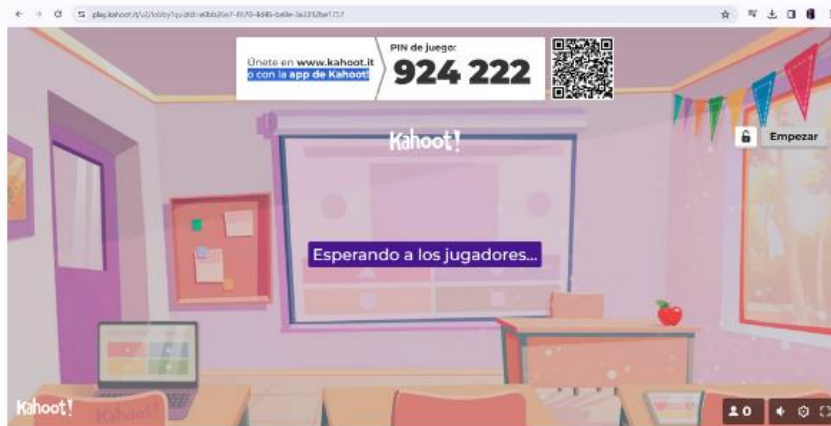 Únete en www.kahoot.it
o con la app de Kahoot!
PIN de juego:
924 222
Kahoot!
Empezar
Esperando a los jugadores...
Kahoot!
0